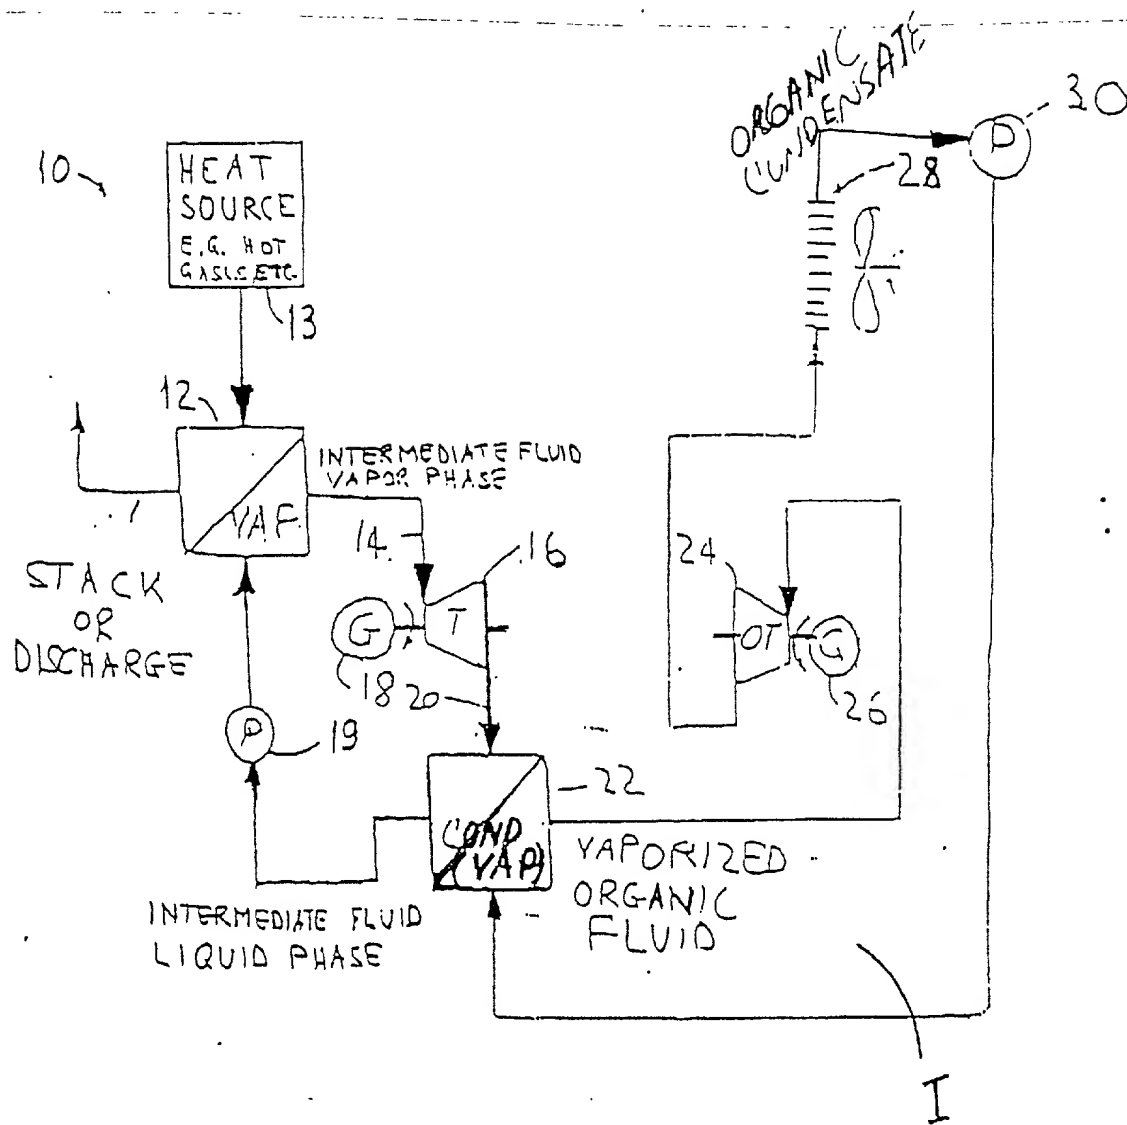 ORGANIC
CONDENSATE
30
P
28
10
HEAT
SOURCE
E.G. HOT
GASES ETC.
13
12
INTERMEDIATE FLUID
VAPOR PHASE
VAP.
14
16
24
STACK
OR
DISCHARGE
G
T
OT
G
18
20
26
P
19
22
COND
(VAP)
VAPORIZED
ORGANIC
FLUID
INTERMEDIATE FLUID
LIQUID PHASE
I